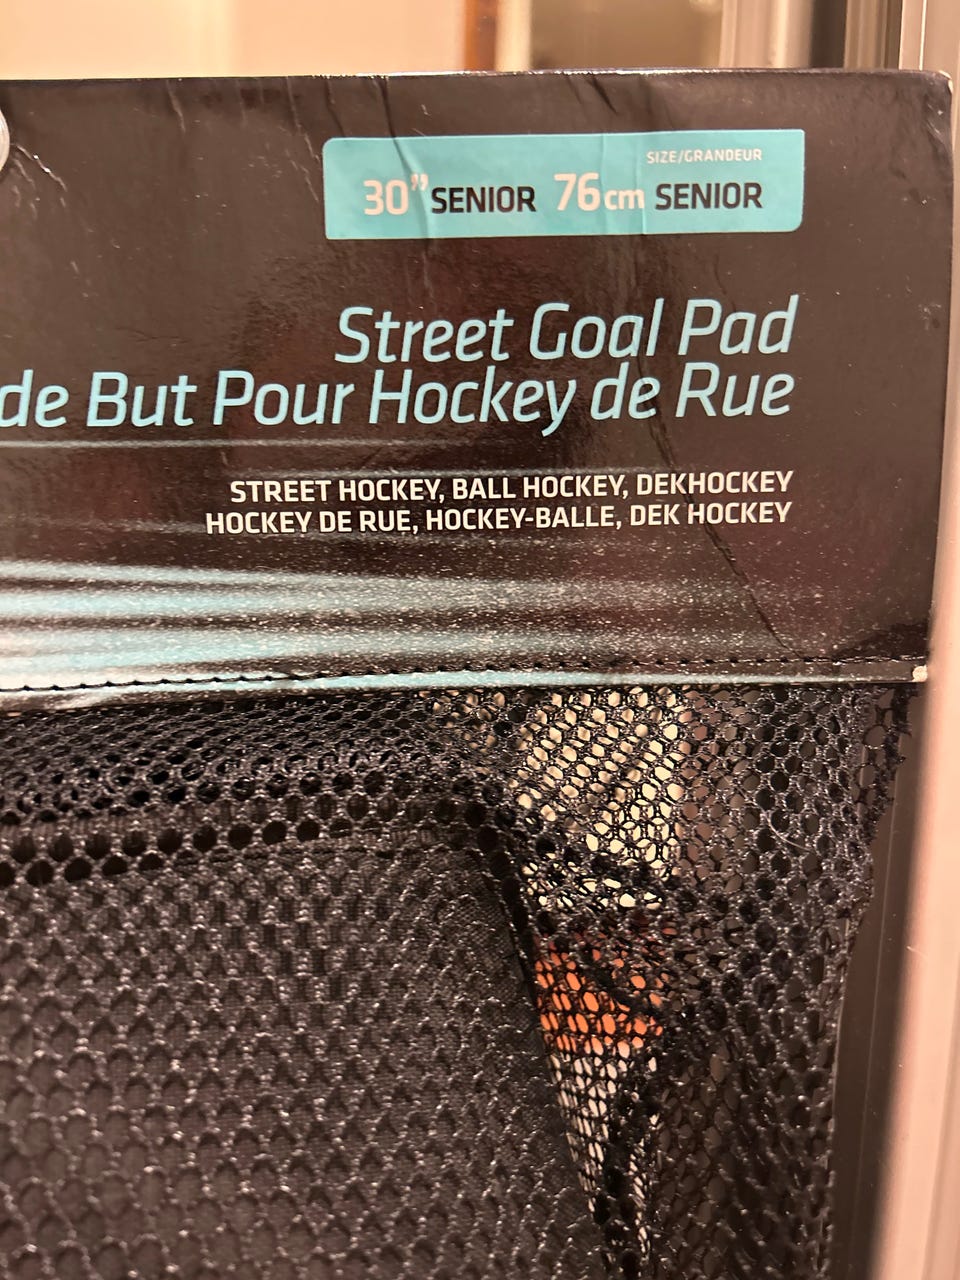 SIZE/GRANDEUR
30” SENIOR 76cm SENIOR
Street Goal Pad
de But Pour Hockey de Rue
STREET HOCKEY, BALL HOCKEY, DEKHOCKEY
HOCKEY DE RUE, HOCKEY-BALLE, DEK HOCKEY